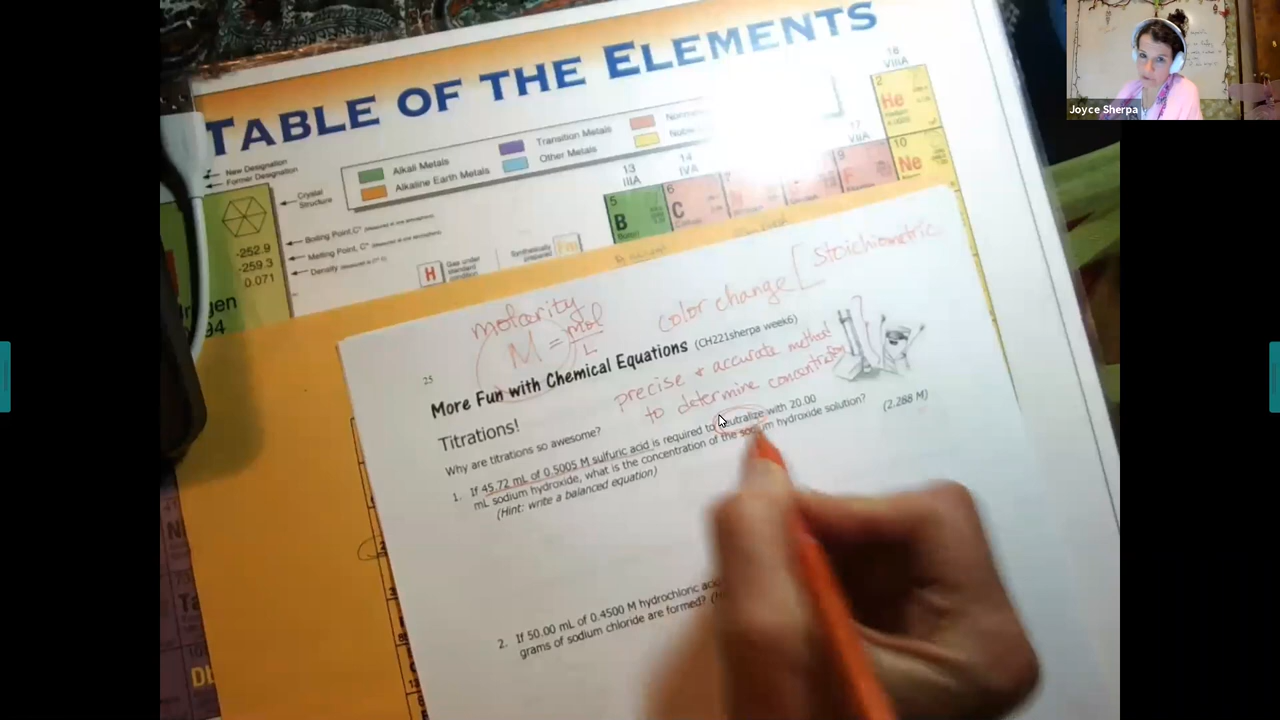 TABLE OF THE ELEMENTS
Joyce Sherpa
New Designation
Former Designation
Crystal
Structure
Boiling Point, C°
Melting Point, C°
Density
-252.9
-259.3
0.071
Alkali Metals
Alkaline Earth Metals
Transition Metals
Other Metals
H
Gas under
standard
condition
Synthetically
prepared
13
IIIA
14
IVA
17
VIIA
18
VIIIA
5
B
6
C
9
F
2
He
10
Ne
molarity
M = mol
L
color change [ stoichiometric
25
More Fun with Chemical Equations (CH221sherpa week6)
precise + accurate method
to determine concentration
Titrations!
Why are titrations so awesome?
1. If 45.72 mL of 0.5005 M sulfuric acid is required to neutralize with 20.00
mL sodium hydroxide, what is the concentration of the sodium hydroxide solution? (2.288 M)
(Hint: write a balanced equation)
2. If 50.00 mL of 0.4500 M hydrochloric
grams of sodium chloride are formed?